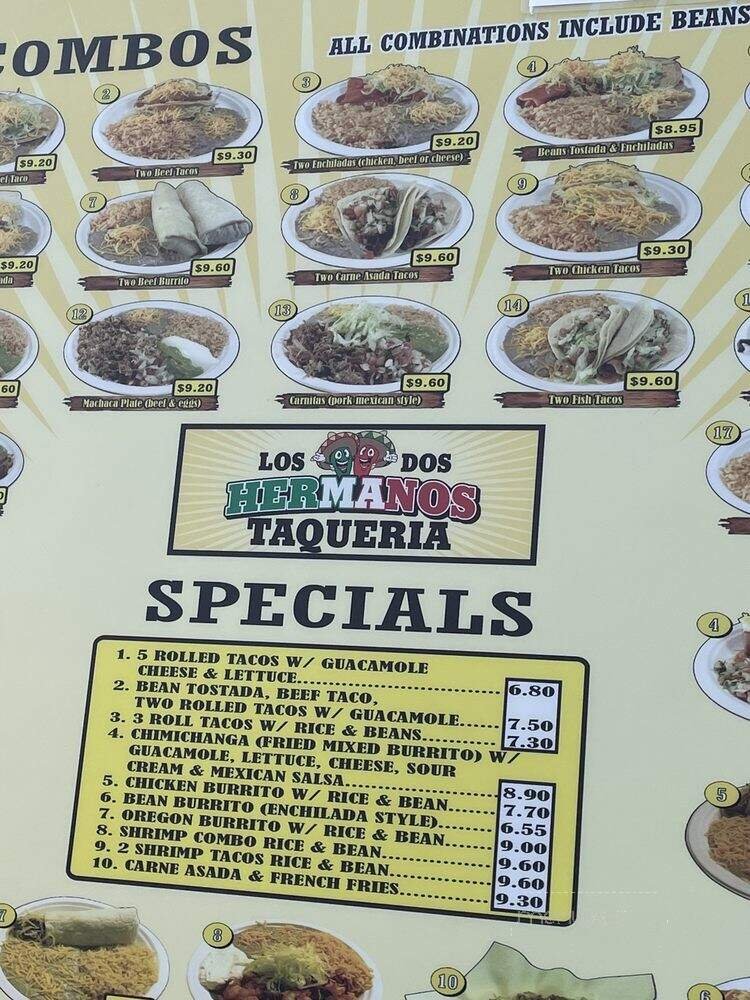 COMBOS
ALL COMBINATIONS INCLUDE BEANS
2
3
4
$9.20
$9.30
$9.20
$8.95
Two Beef Tacos
Two Enchiladas (chicken, beef or cheese)
Beans Tostada & Enchiladas
7
8
9
$9.20
$9.60
$9.60
$9.30
Two Beef Burrito
Two Carne Asada Tacos
Two Chicken Tacos
12
13
14
60
$9.20
$9.60
$9.60
Machaca Plate (beef & eggs)
Carnitas (pork mexican style)
Two Fish Tacos
17
LOS DOS
HERMANOS
TAQUERIA
SPECIALS
1. 5 ROLLED TACOS W/ GUACAMOLE
CHEESE & LETTUCE 6.80
2. BEAN TOSTADA, BEEF TACO,
TWO ROLLED TACOS W/ GUACAMOLE 7.50
3. 3 ROLL TACOS W/ RICE & BEANS 7.30
4. CHIMICHANGA (FRIED MIXED BURRITO) W/
GUACAMOLE, LETTUCE, CHEESE, SOUR
CREAM & MEXICAN SALSA 8.90
5. CHICKEN BURRITO W/ RICE & BEAN 7.70
6. BEAN BURRITO (ENCHILADA STYLE) 6.55
7. OREGON BURRITO W/ RICE & BEAN 9.00
8. SHRIMP COMBO RICE & BEAN 9.60
9. 2 SHRIMP TACOS RICE & BEAN 9.60
10. CARNE ASADA & FRENCH FRIES 9.30
4
5
7
8
10
6